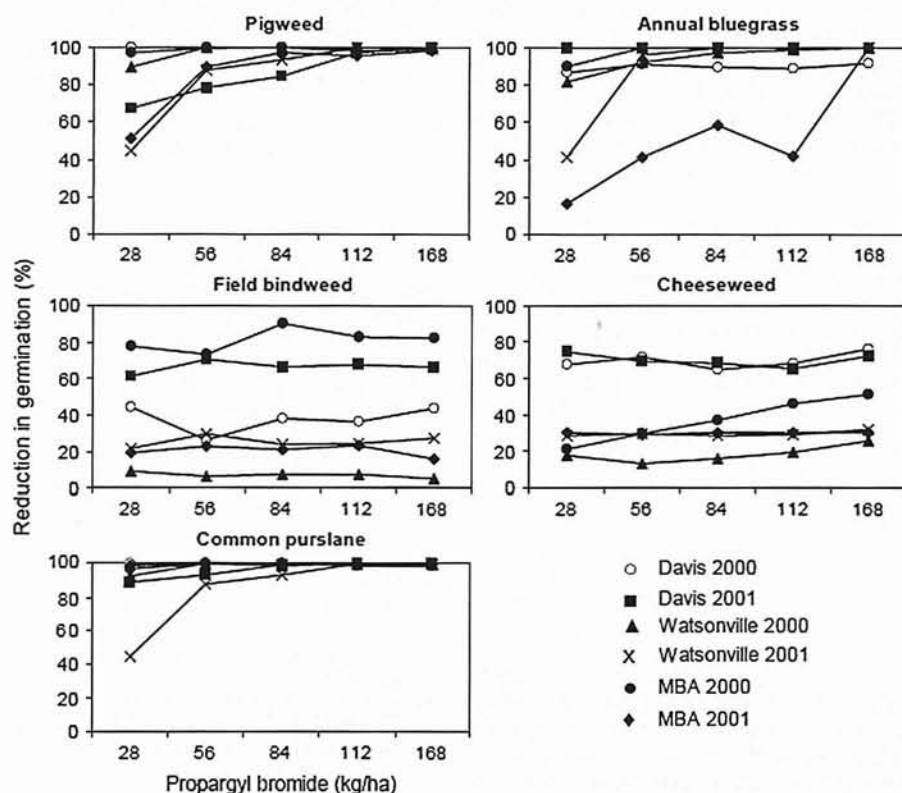 Pigweed
100
80
60
40
20
0
28 56 84 112 168
Annual bluegrass
100
80
60
40
20
0
28 56 84 112 168
Reduction in germination (%)
Field bindweed
100
80
60
40
20
0
28 56 84 112 168
Cheeseweed
100
80
60
40
20
0
28 56 84 112 168
Common purslane
100
80
60
40
20
0
28 56 84 112 168
Propargyl bromide (kg/ha)
Davis 2000
Davis 2001
Watsonville 2000
Watsonville 2001
MBA 2000
MBA 2001